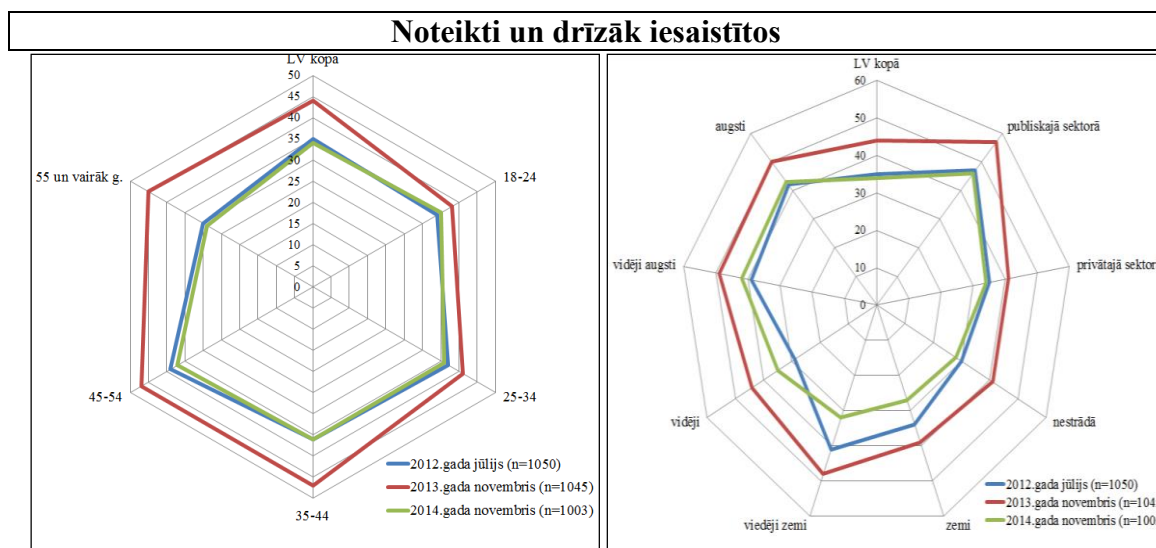 Noteikti un drīzāk iesaistītos
LV kopā
50
45
40
35
30
25
20
15
10
5
0
18-24
25-34
35-44
45-54
55 un vairāk g.
2012.gada jūlijs (n=1050)
2013.gada novembris (n=1045)
2014.gada novembris (n=1003)
LV kopā
60
50
40
30
20
10
0
publiskajā sektorā
privātajā sektor
nestrādā
zemi
viedēji zemi
vidēji
vidēji augsti
augsti
2012.gada jūlijs (n=1050)
2013.gada novembris (n=104
2014.gada novembris (n=100